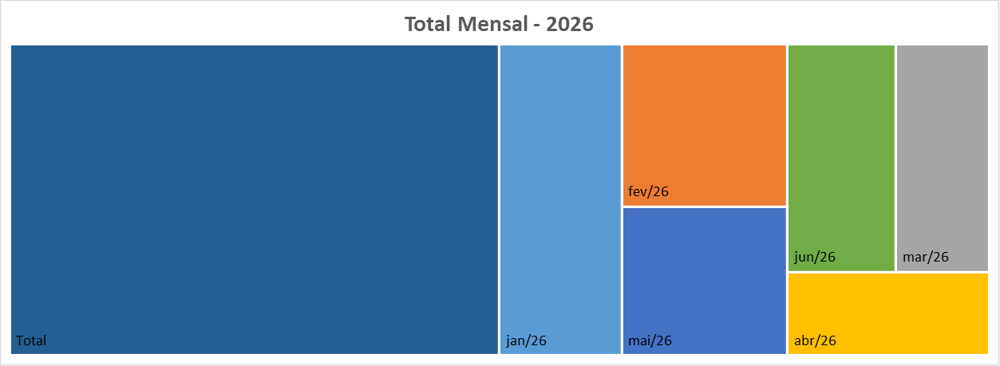 Total Mensal - 2026
Total
jan/26
fev/26
mai/26
jun/26
mar/26
abr/26